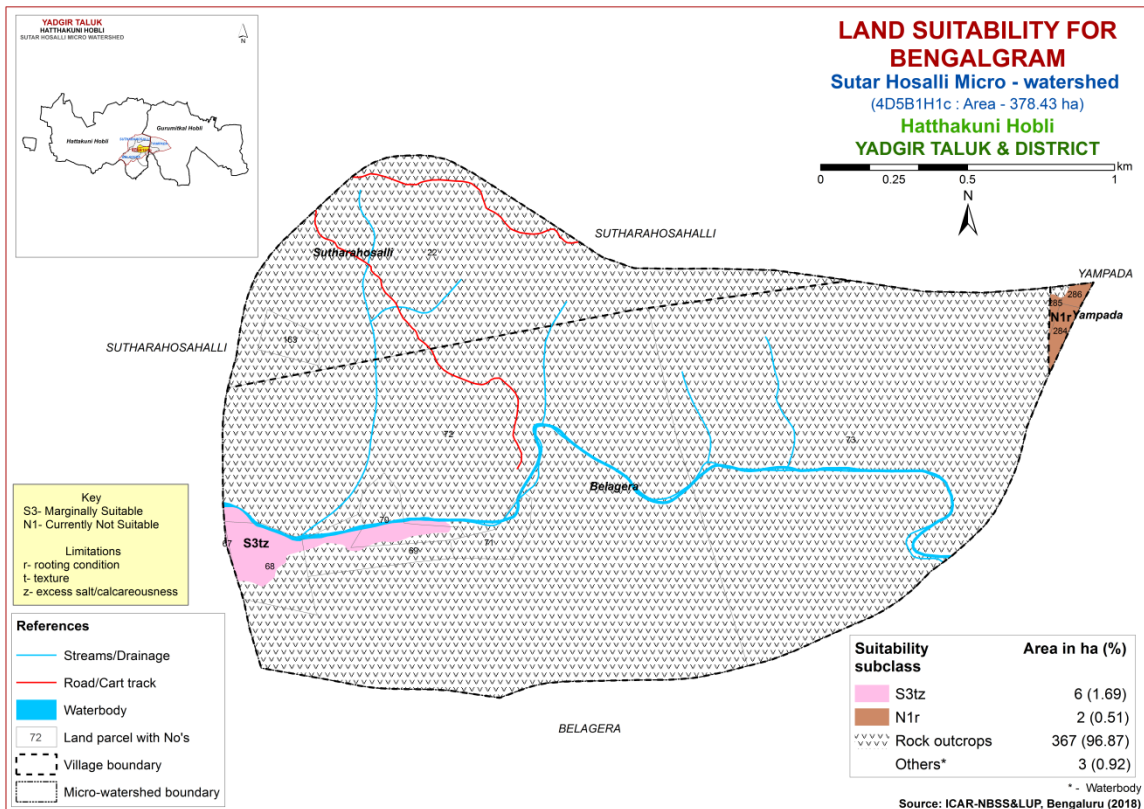 YADGIR TALUK
HATTHAKUNI HOBLI
SUTAR HOSALLI MICRO WATERSHED
N
Hattakuni Hobli
Gurumitkal Hobli
LAND SUITABILITY FOR
BENGALGRAM
Sutar Hosalli Micro - watershed
(4D5B1H1c : Area - 378.43 ha)
Hatthakuni Hobli
YADGIR TALUK & DISTRICT
km
0 0.25 0.5 1
N
SUTHARAHOSAHALLI
Sutharahosalli
22
YAMPADA
286
285
N1r
Yampada
284
163
SUTHARAHOSAHALLI
72
73
Belagera
70
67
S3tz
71
69
68
BELAGERA
Key
S3- Marginally Suitable
N1- Currently Not Suitable
Limitations
r- rooting condition
t- texture
z- excess salt/calcareousness
References
Streams/Drainage
Road/Cart track
Waterbody
72 Land parcel with No's
Village boundary
Micro-watershed boundary
Suitability subclass Area in ha (%)
S3tz 6 (1.69)
N1r 2 (0.51)
Rock outcrops 367 (96.87)
Others* 3 (0.92)
* - Waterbody
Source: ICAR-NBSS&LUP, Bengaluru (2018)